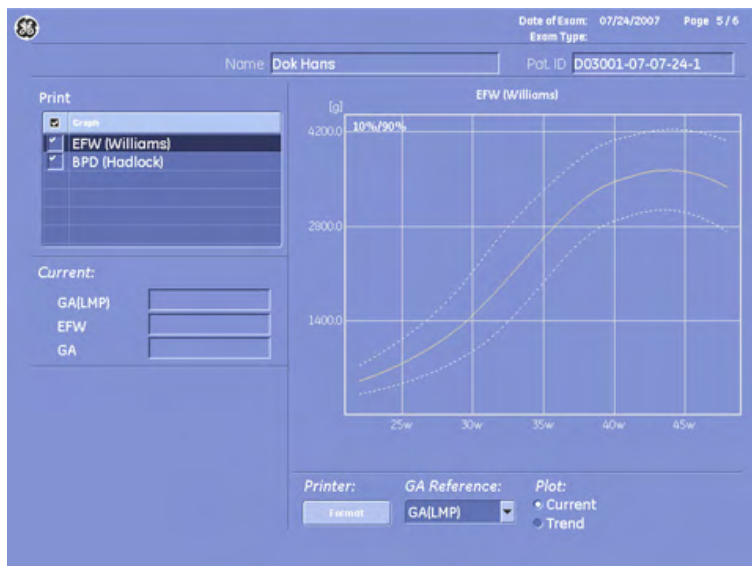 Date of Exam: 07/24/2007 Page 5/6
Exam Type:
Name Dok Hans Pat. ID D03001-07-07-24-1
Print
Graph
EFW (Williams)
BPD (Hadlock)
Current:
GA(LMP)
EFW
GA
EFW (Williams)
[g]
10%/90%
4200.0
2800.0
1400.0
25w 30w 35w 40w 45w
Printer: GA Reference: Plot:
Format GA(LMP) Current
Trend